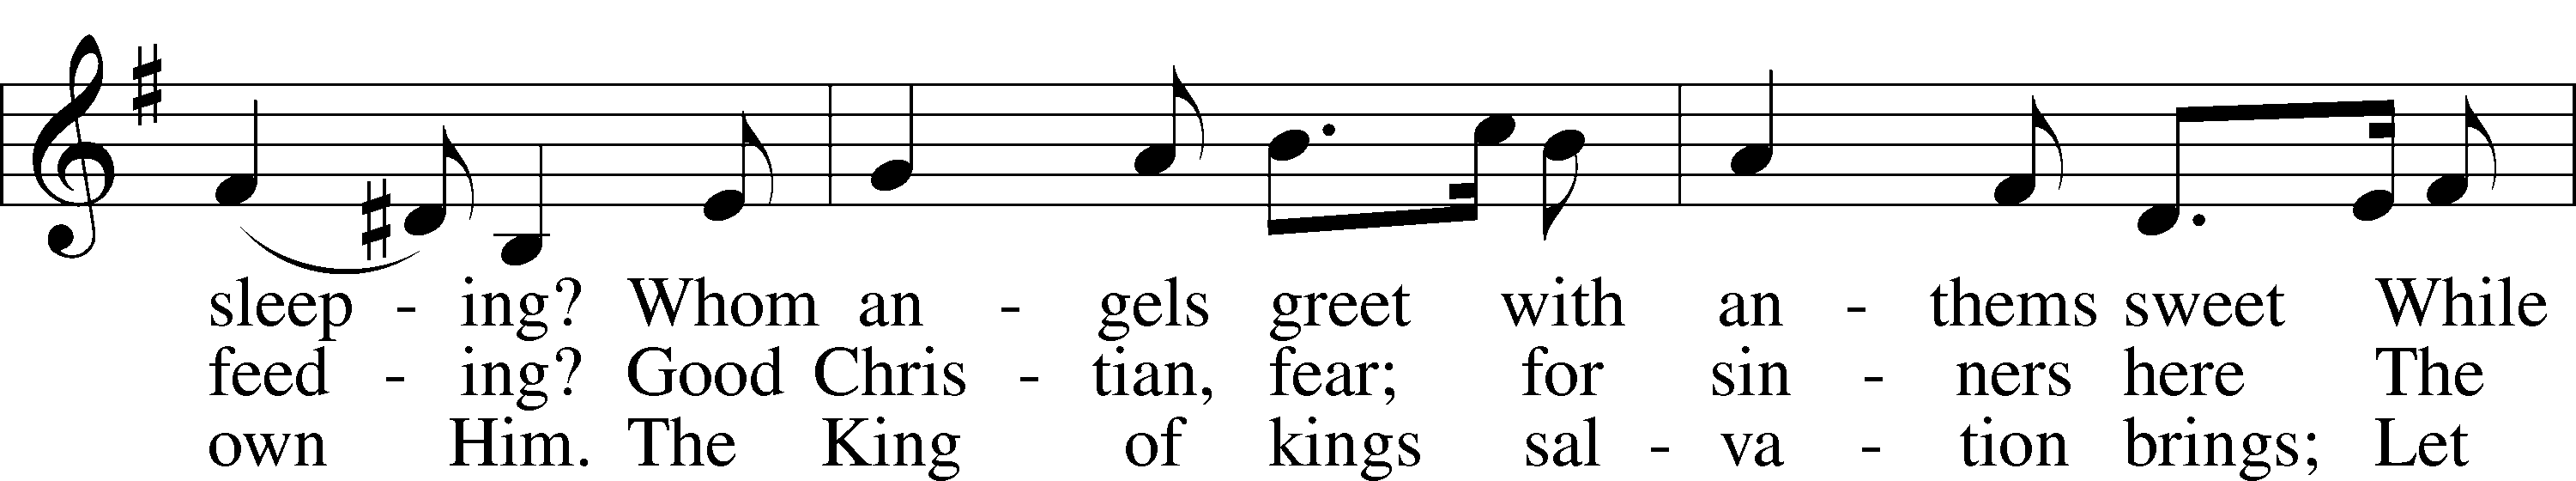 sleep - ing? Whom an - gels greet with an - thems sweet While
feed - ing? Good Chris - tian, fear; for sin - ners here The
own Him. The King of kings sal - va - tion brings; Let